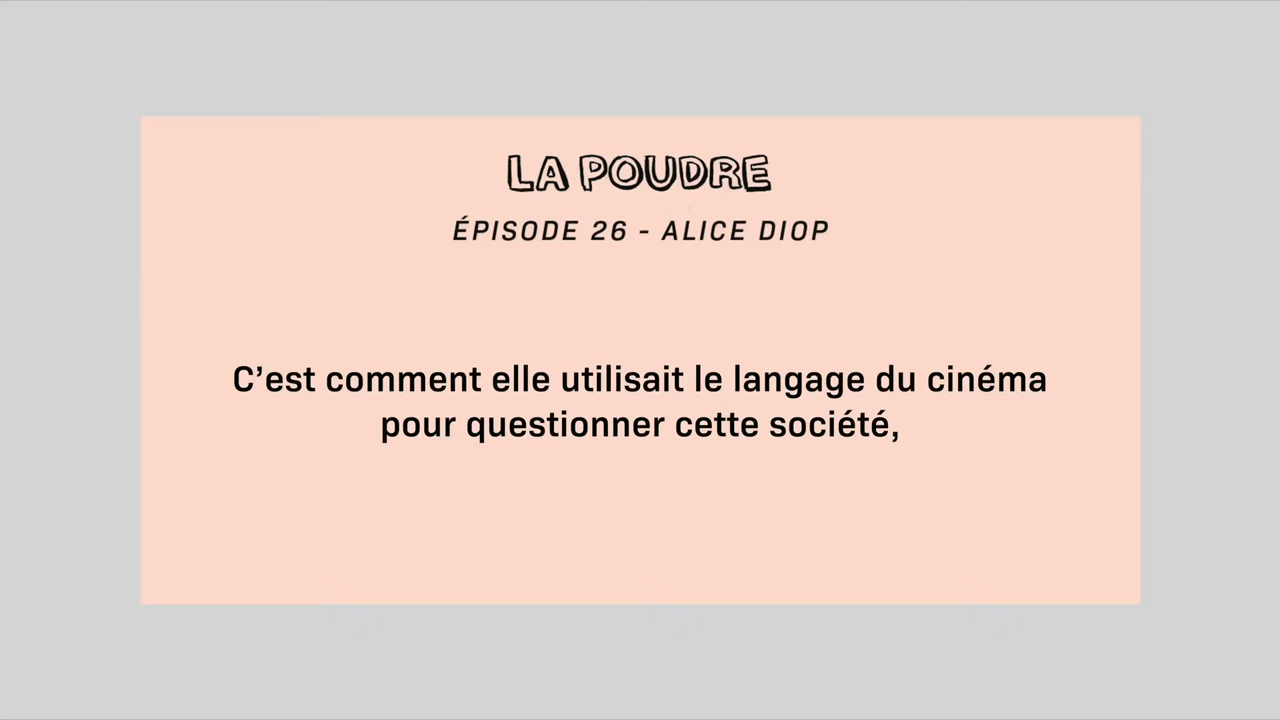 LA POUDRE
ÉPISODE 26 - ALICE DIOP
C’est comment elle utilisait le langage du cinéma
pour questionner cette société,